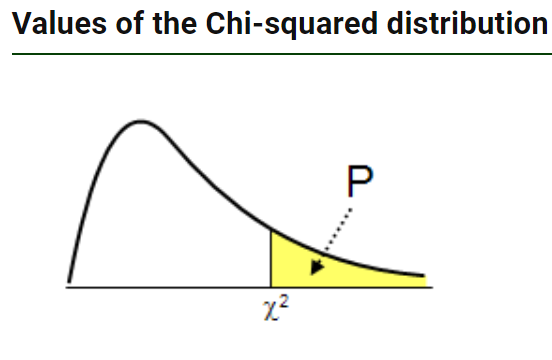 Values of the Chi-squared distribution
P
χ²